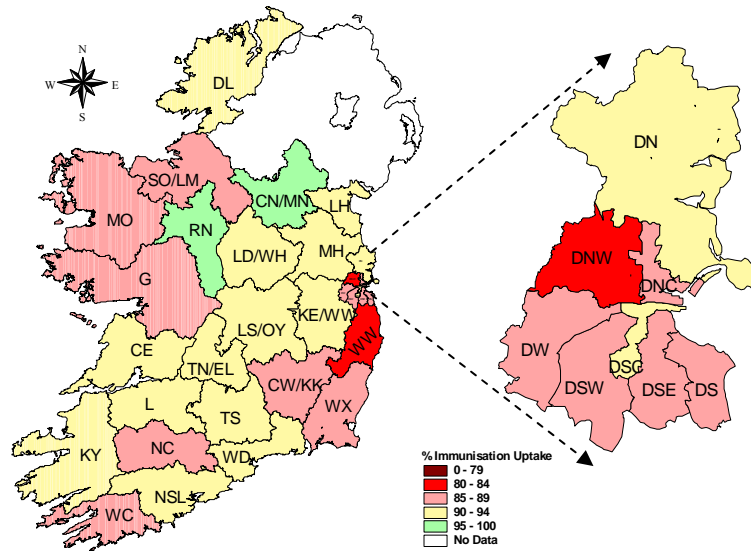 N
W E
S
DL
SO/LM
CN/MN
MO
RN
LH
LD/WH
MH
G
LS/OY
KE/WW
WW
CE
TN/EL
CW/KK
L
TS
WX
KY
NC
WD
NSL
WC
DN
DNW
DNC
DW
DSC
DSW
DSE
DS
% Immunisation Uptake
0 - 79
80 - 84
85 - 89
90 - 94
95 - 100
No Data